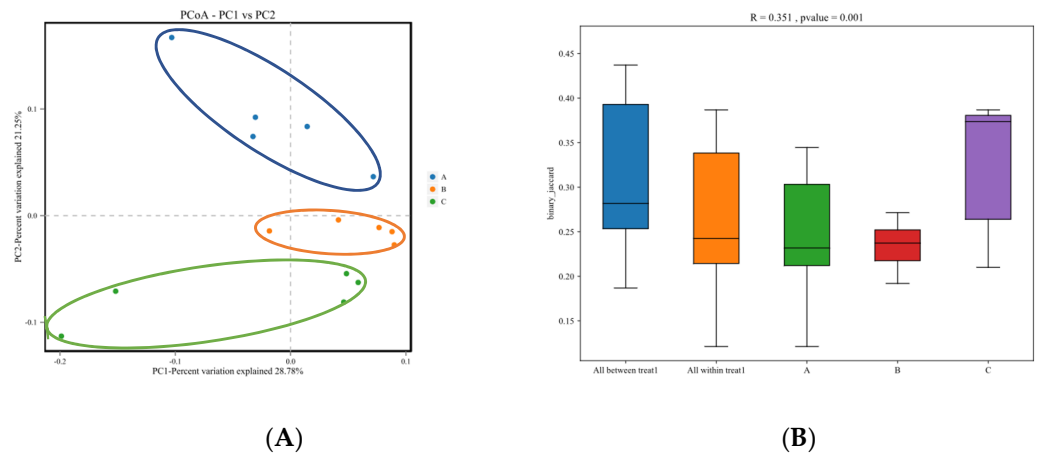 PCoA - PC1 vs PC2
PC2-Percent variation explained 21.25%
0.1
0.0
-0.1
-0.2
-0.1
0.0
0.1
PC1-Percent variation explained 28.78%
A
B
C
(A)
R = 0.351 , pvalue = 0.001
binary_jaccard
0.45
0.40
0.35
0.30
0.25
0.20
0.15
All between treat1
All within treat1
A
B
C
(B)